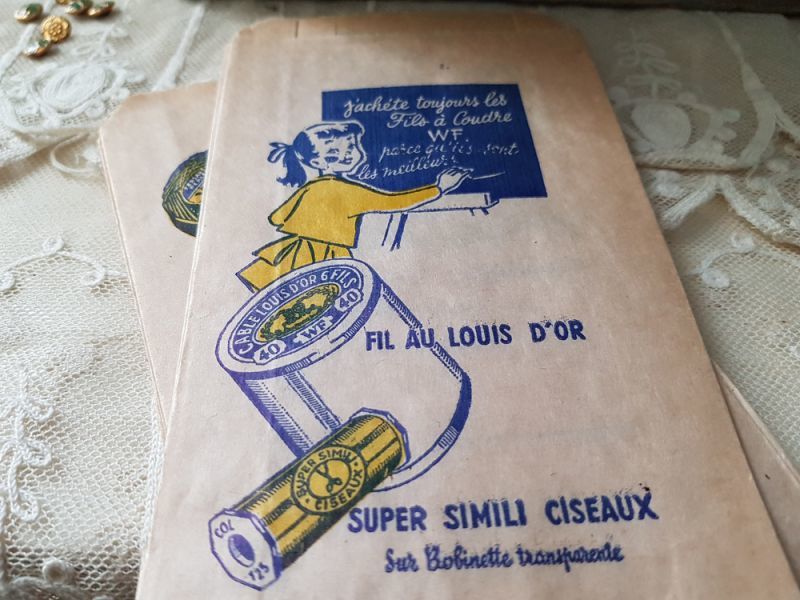 J'achète toujours les
Fils à Coudre
WF.
parce qu'ils sont
les meilleurs
CABLE LOUIS D'OR 6 FILS
40 WF 40
FIL AU LOUIS D'OR
SUPER SIMILI
CISEAUX
COL
125
SUPER SIMILI CISEAUX
Sur Bobinette transparente